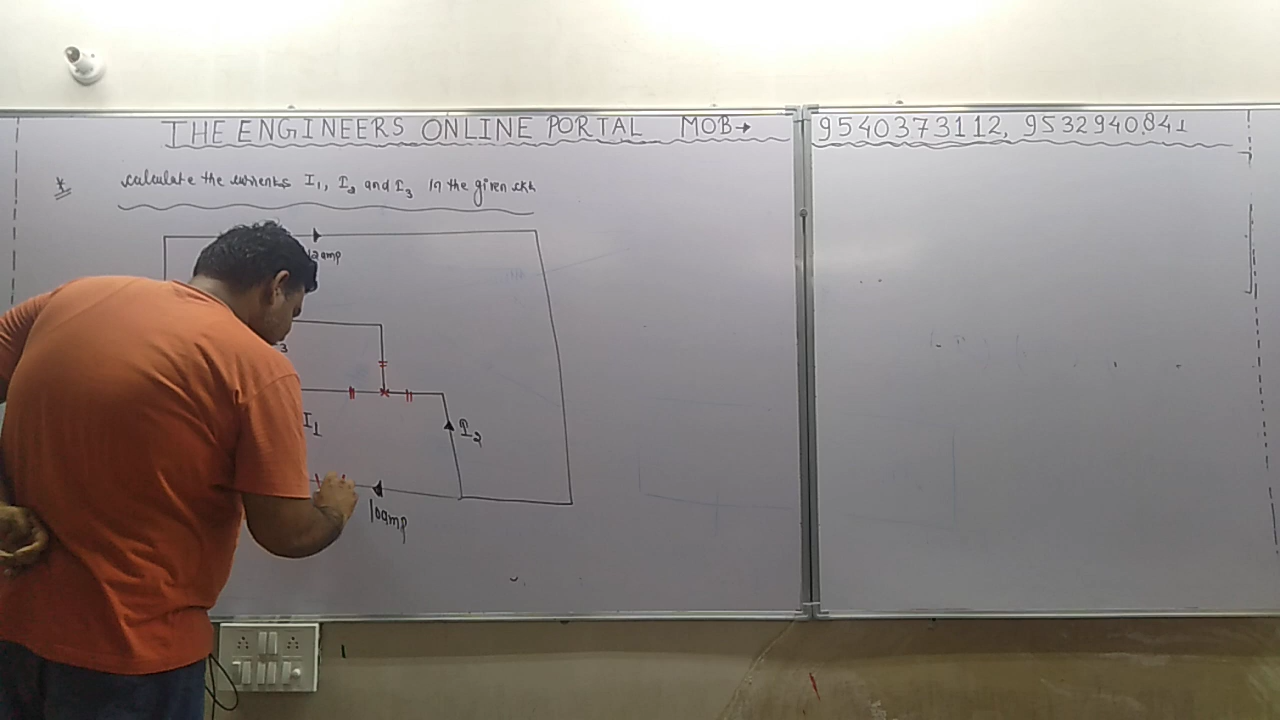 THE ENGINEERS ONLINE PORTAL MOB→ 9540373112, 9532940841
* calculate the currents I1, I2 and I3 in the given ckt
12amp
3
I1
I2
10amp